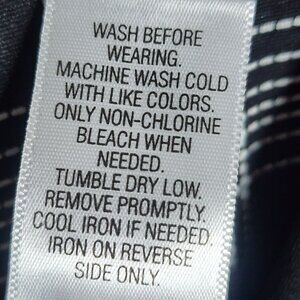 WASH BEFORE
WEARING.
MACHINE WASH COLD
WITH LIKE COLORS.
ONLY NON-CHLORINE
BLEACH WHEN
NEEDED.
TUMBLE DRY LOW,
REMOVE PROMPTLY.
COOL IRON IF NEEDED.
IRON ON REVERSE
SIDE ONLY.